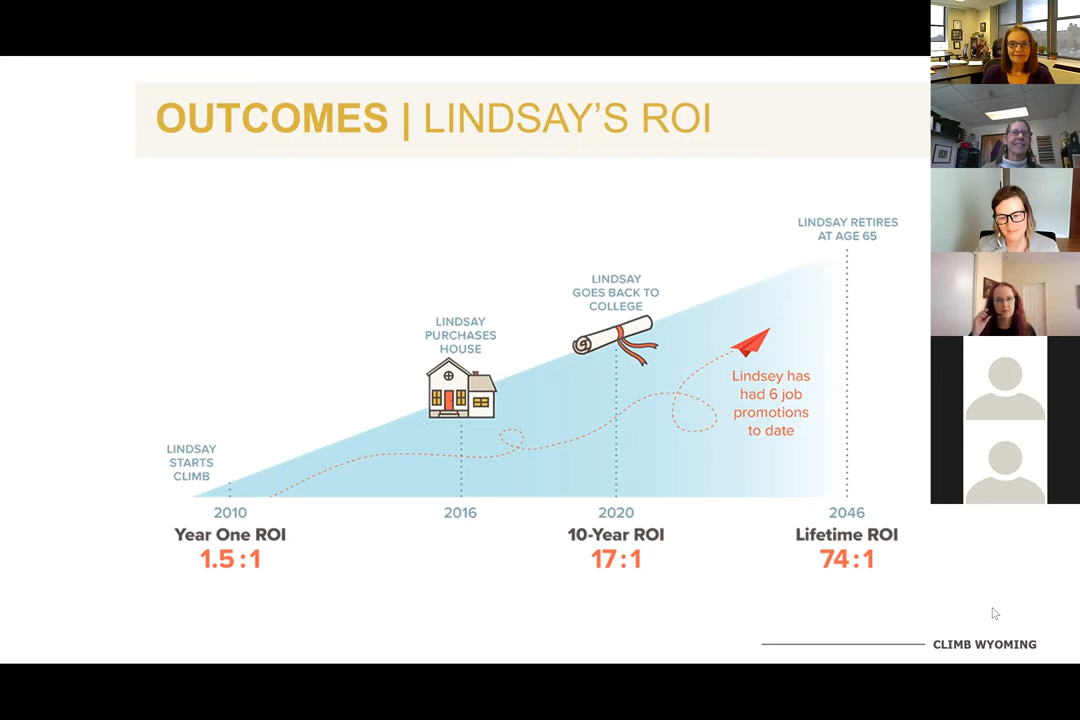 OUTCOMES | LINDSAY'S ROI
LINDSAY RETIRES
AT AGE 65
LINDSAY
GOES BACK TO
COLLEGE
LINDSAY
PURCHASES
HOUSE
Lindsey has
had 6 job
promotions
to date
LINDSAY
STARTS
CLIMB
2010
2016
2020
2046
Year One ROI
10-Year ROI
Lifetime ROI
1.5:1
17:1
74:1
CLIMB WYOMING